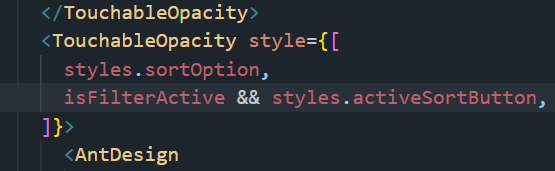 </TouchableOpacity>
<TouchableOpacity style={[
styles.sortOption,
isFilterActive && styles.activeSortButton,
]}>
<AntDesign